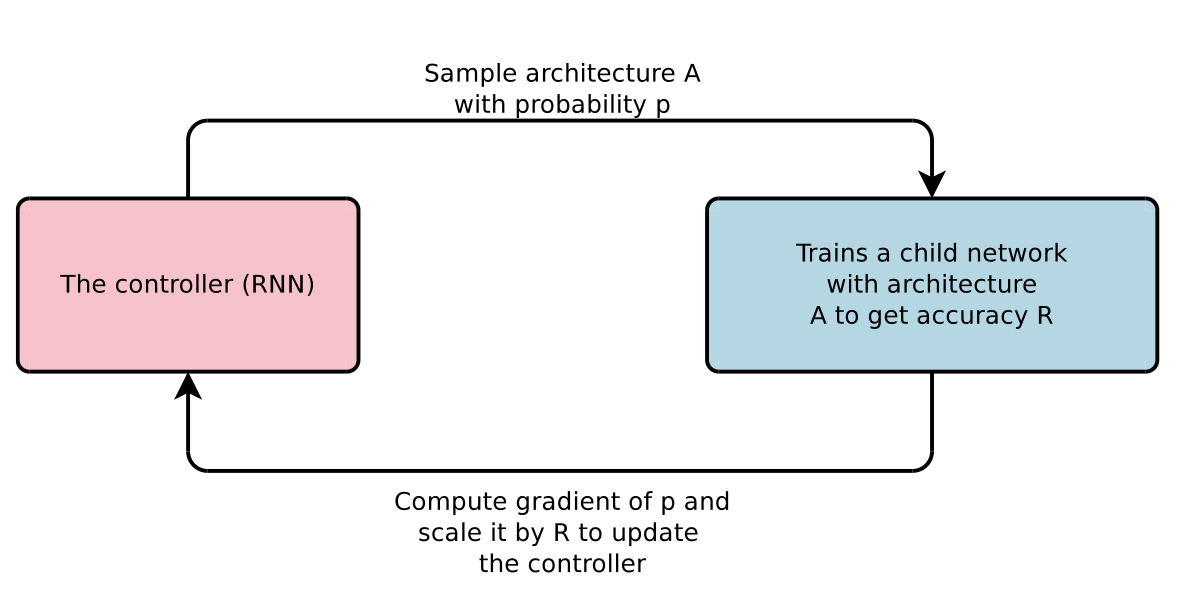 Sample architecture A
with probability p
The controller (RNN)
Trains a child network
with architecture
A to get accuracy R
Compute gradient of p and
scale it by R to update
the controller